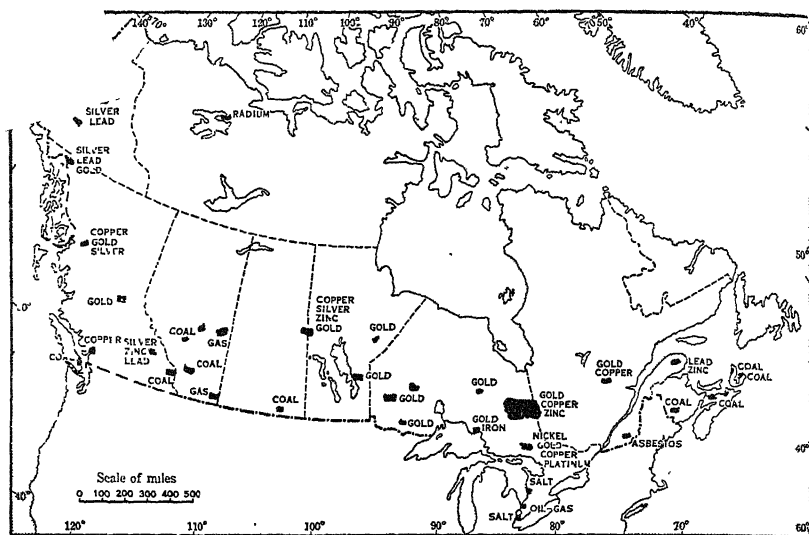 140° 130° 120° 110° 100° 90° 80° 70° 60° 50° 40°
60°
140°
SILVER
LEAD
RADIUM
SILVER
LEAD
GOLD
COPPER
GOLD
SILVER
50°
GOLD
COPPER
SILVER
ZINC
GOLD
COAL
GAS
GOLD
COPPER
SILVER
ZINC
LEAD
COAL
COAL
GAS
COAL
GOLD
GOLD
GOLD
GOLD
GOLD
IRON
GOLD
COPPER
ZINC
GOLD
COPPER
LEAD
ZINC
COAL
COAL
COAL
COAL
ASBESTOS
NICKEL
GOLD
COPPER
PLATINUM
40°
SALT
OIL-GAS
SALT
Scale of miles
0 100 200 300 400 500
40°
120° 110° 100° 90° 80° 70° 60°